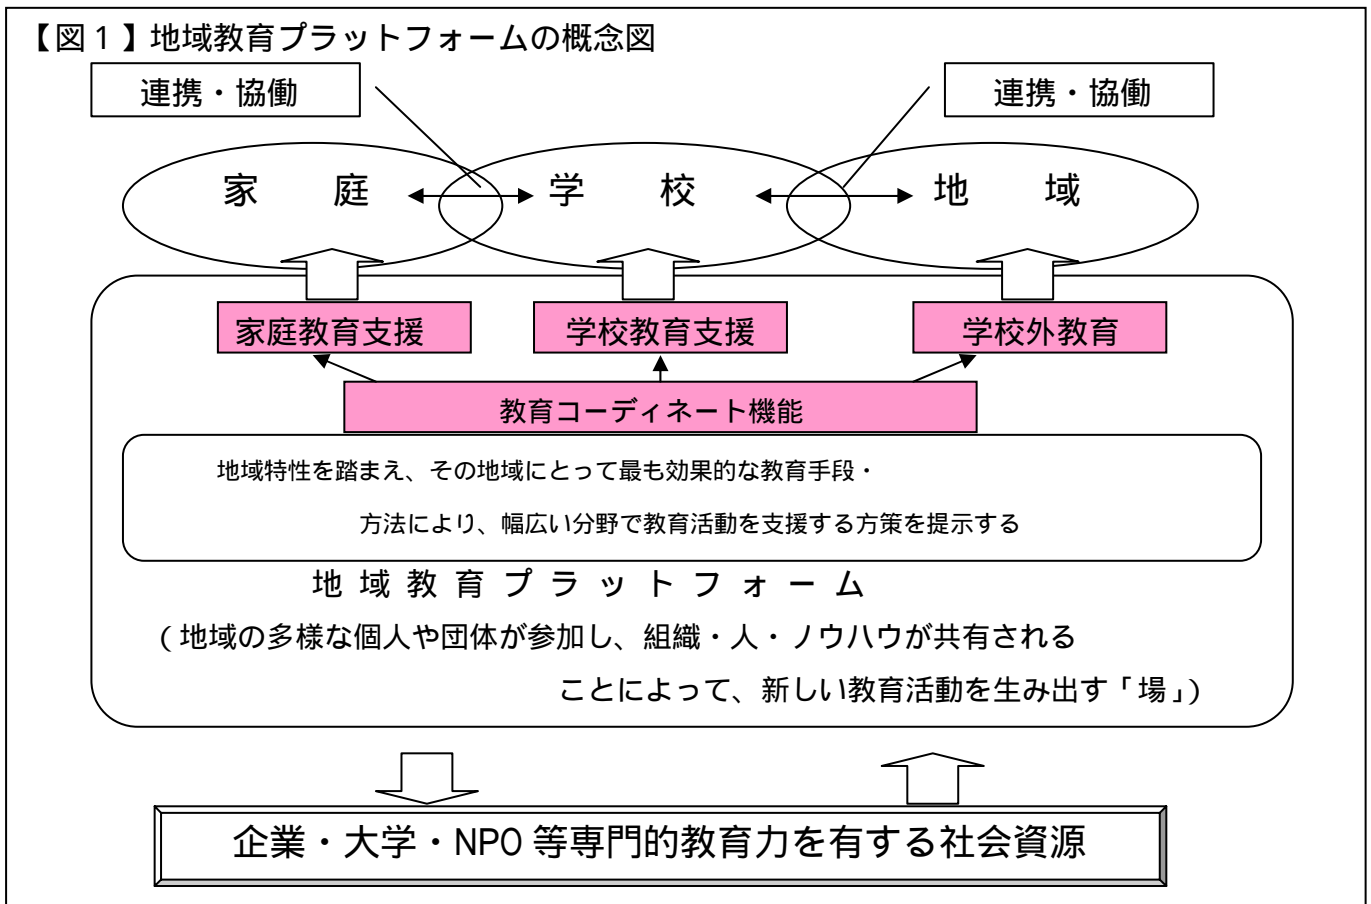 【図1】地域教育プラットフォームの概念図
連携・協働
連携・協働
家庭
学校
地域
家庭教育支援
学校教育支援
学校外教育
教育コーディネート機能
地域特性を踏まえ、その地域にとって最も効果的な教育手段・
方法により、幅広い分野で教育活動を支援する方策を提示する
地域教育プラットフォーム
(地域の多様な個人や団体が参加し、組織・人・ノウハウが共有される
ことによって、新しい教育活動を生み出す「場」)
企業・大学・NPO等専門的教育力を有する社会資源